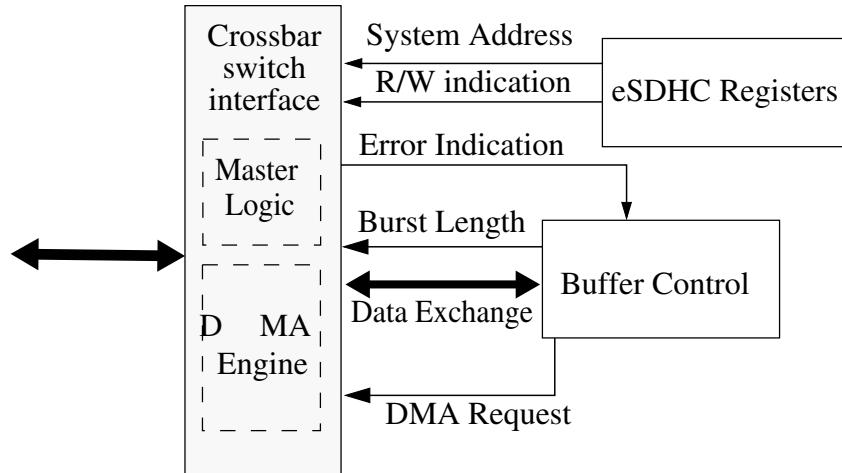 Crossbar
switch
interface
System Address
R/W indication
eSDHC Registers
Master
Logic
Error Indication
Burst Length
Buffer Control
Data Exchange
D MA
Engine
DMA Request